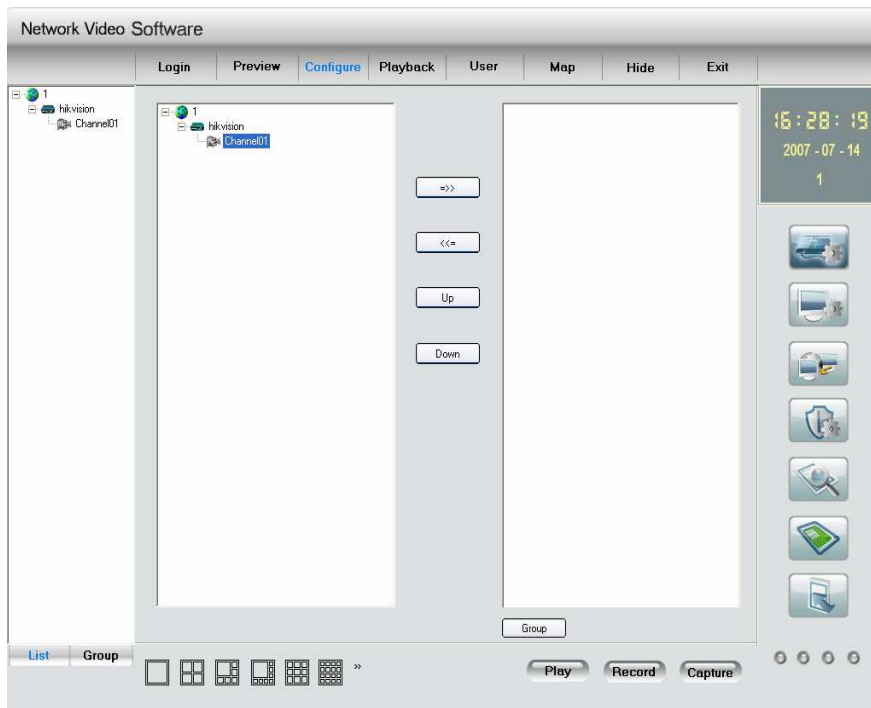 Network Video Software
Login Preview Configure Playback User Map Hide Exit
1
hikvision
Channel01
1
hikvision
Channel01
=>>
<<=
Up
Down
Group
16:28:19
2007 - 07 - 14
1
List Group
»
Play Record Capture